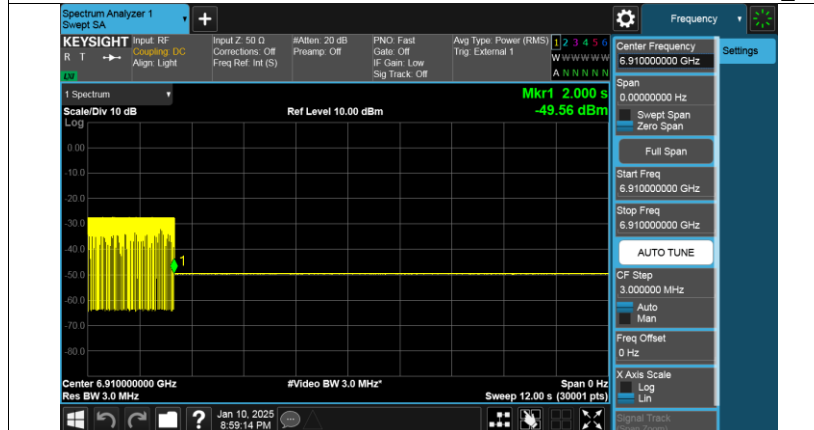 Spectrum Analyzer 1
Swept SA
+
Frequency
KEYSIGHT
R T
LXI
Input: RF
Coupling: DC
Align: Light
Input Z: 50 Ω
Corrections: Off
Freq Ref: Int (S)
#Atten: 20 dB
Preamp: Off
PNO: Fast
Gate: Off
IF Gain: Low
Sig Track: Off
Avg Type: Power (RMS)
Trig: External 1
1 2 3 4 5 6
W W W W W W
A N N N N N
1 Spectrum
Scale/Div 10 dB
Ref Level 10.00 dBm
Mkr1 2.000 s
-49.56 dBm
Log
0.00
-10.0
-20.0
-30.0
-40.0
-50.0
-60.0
-70.0
-80.0
1
Center 6.910000000 GHz
Res BW 3.0 MHz
#Video BW 3.0 MHz*
Span 0 Hz
Sweep 12.00 s (30001 pts)
Center Frequency
6.910000000 GHz
Span
0.00000000 Hz
Swept Span
Zero Span
Full Span
Start Freq
6.910000000 GHz
Stop Freq
6.910000000 GHz
AUTO TUNE
CF Step
3.000000 MHz
Auto
Man
Freq Offset
0 Hz
X Axis Scale
Log
Lin
Signal Track
(Span Zoom)
Settings
?
Jan 10, 2025
8:59:14 PM